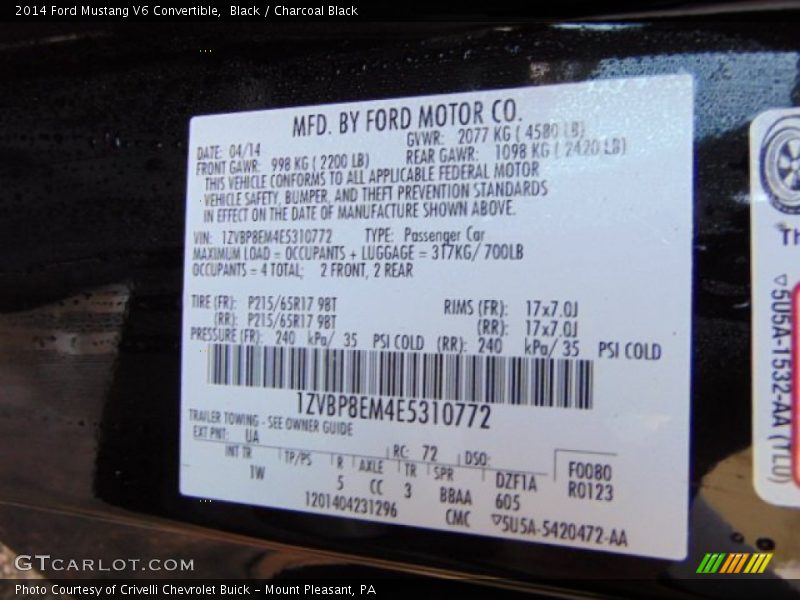 2014 Ford Mustang V6 Convertible,  Black / Charcoal Black
MFD. BY FORD MOTOR CO.
DATE: 04/14 GVWR: 2077 KG ( 4580 LB)
FRONT GAWR: 998 KG ( 2200 LB) REAR GAWR: 1098 KG ( 2420 LB)
THIS VEHICLE CONFORMS TO ALL APPLICABLE FEDERAL MOTOR
VEHICLE SAFETY, BUMPER, AND THEFT PREVENTION STANDARDS
IN EFFECT ON THE DATE OF MANUFACTURE SHOWN ABOVE.
VIN: 1ZVBP8EM4E5310772 TYPE: Passenger Car
MAXIMUM LOAD = OCCUPANTS + LUGGAGE = 317KG/ 700LB
OCCUPANTS = 4 TOTAL; 2 FRONT, 2 REAR
TIRE (FR): P215/65R17 98T RIMS (FR): 17x7.0J
(RR): P215/65R17 98T (RR): 17x7.0J
PRESSURE (FR): 240 kPa/ 35 PSI COLD (RR): 240 kPa/ 35 PSI COLD
1ZVBP8EM4E5310772
TRAILER TOWING - SEE OWNER GUIDE
EXT PNT: UA RC: 72 DSO:
INT TR TP/PS R AXLE TR SPR DZF1A F0080
1W 5 CC 3 BBAA 605 R0123
1201404231296 CMC 5U5A-5420472-AA
5U5A-1532-AA (TLU)
GTCARLOT.COM
Photo Courtesy of Crivelli Chevrolet Buick - Mount Pleasant, PA